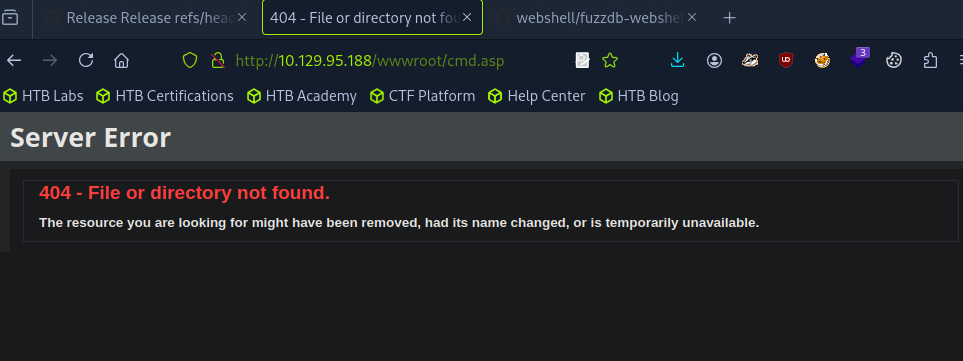 Release Release refs/head
404 - File or directory not fou
webshell/fuzzdb-webshel
http://10.129.95.188/wwwroot/cmd.asp
3
HTB Labs HTB Certifications HTB Academy CTF Platform Help Center HTB Blog
Server Error
404 - File or directory not found.
The resource you are looking for might have been removed, had its name changed, or is temporarily unavailable.